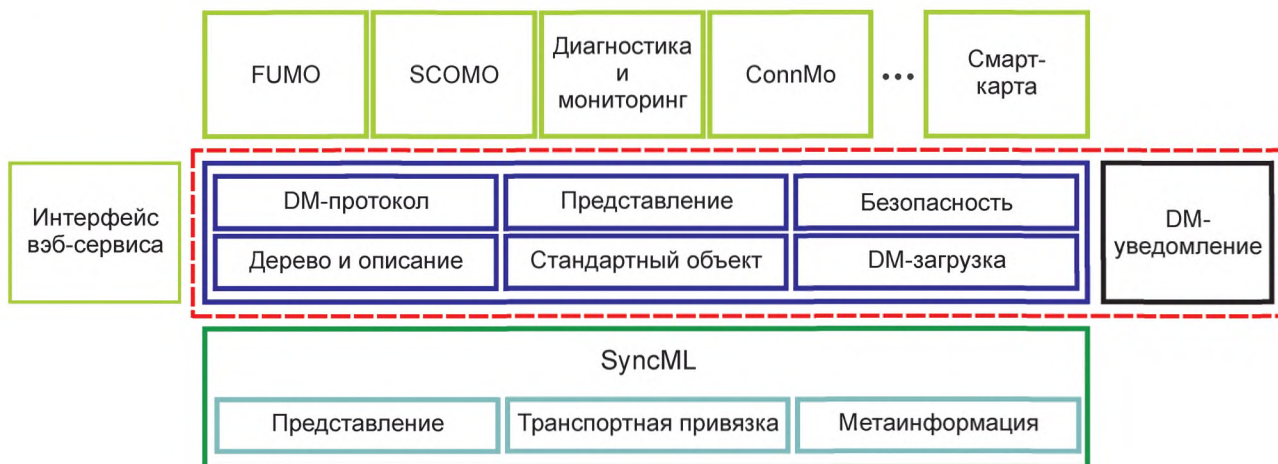 FUMO
SCOMO
Диагностика
и
мониторинг
ConnMo
...
Смарт-
карта
Интерфейс
вэб-сервиса
DM-протокол
Представление
Безопасность
Дерево и описание
Стандартный объект
DM-загрузка
DM-
уведомление
SyncML
Представление
Транспортная привязка
Метаинформация